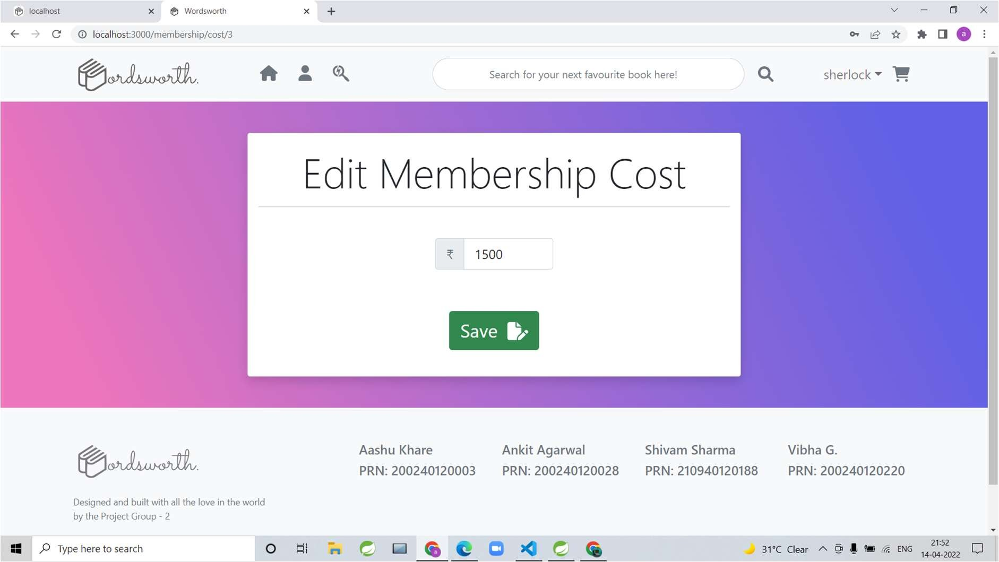 localhost
Wordsworth
localhost:3000/membership/cost/3
a
Wordsworth.
Search for your next favourite book here!
sherlock
Edit Membership Cost
₹ 1500
Save
Wordsworth.
Aashu Khare
PRN: 200240120003
Ankit Agarwal
PRN: 200240120028
Shivam Sharma
PRN: 210940120188
Vibha G.
PRN: 200240120220
Designed and built with all the love in the world
by the Project Group - 2
Type here to search
a
31°C Clear
ENG
21:52
14-04-2022